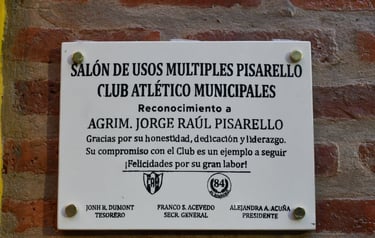 SALÓN DE USOS MULTIPLES PISARELLO
CLUB ATLÉTICO MUNICIPALES
Reconocimiento a
AGRIM. JORGE RAÚL PISARELLO
Gracias por su honestidad, dedicación y liderazgo.
Su compromiso con el Club es un ejemplo a seguir
¡Felicidades por su gran labor!
84
JONH R. DUMONT FRANCO S. ACEVEDO ALEJANDRA A. ACUÑA
TESORERO SECR. GENERAL PRESIDENTE